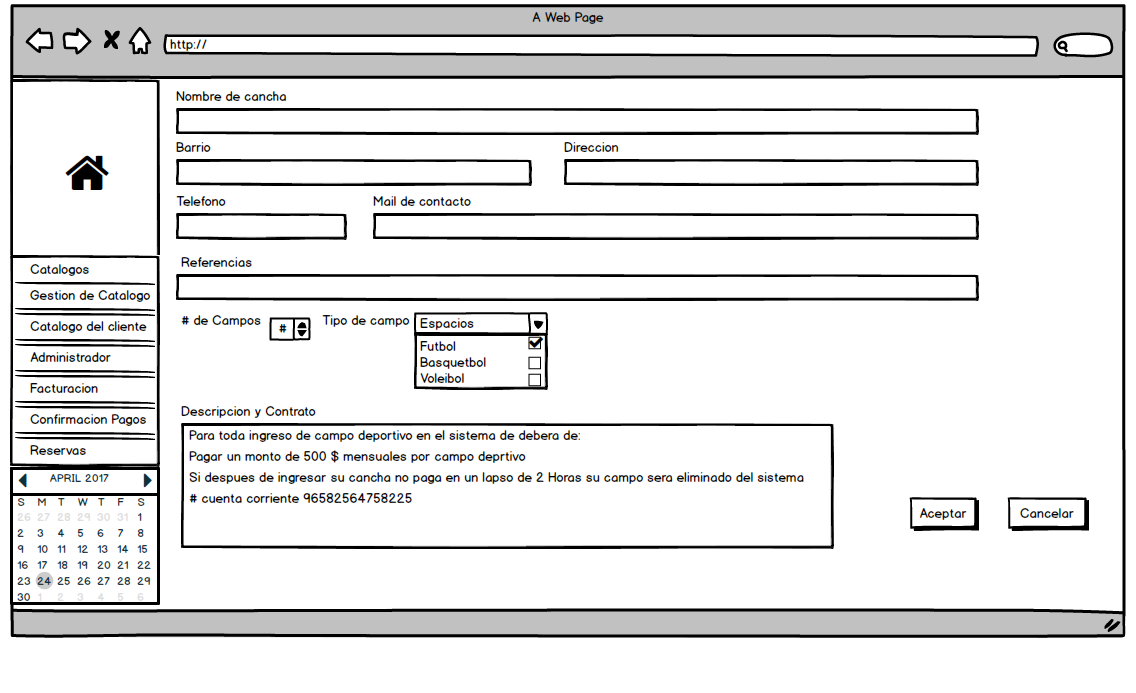 A Web Page
http://
Catalogos
Gestion de Catalogo
Catalogo del cliente
Administrador
Facturacion
Confirmacion Pagos
Reservas
APRIL 2017
S M T W T F S
26 27 28 29 30 31 1
2 3 4 5 6 7 8
9 10 11 12 13 14 15
16 17 18 19 20 21 22
23 24 25 26 27 28 29
30 1 2 3 4 5 6
Nombre de cancha
Barrio Direccion
Telefono Mail de contacto
Referencias
# de Campos # Tipo de campo Espacios
Futbol
Basquetbol
Voleibol
Descripcion y Contrato
Para toda ingreso de campo deportivo en el sistema de debera de:
Pagar un monto de 500 $ mensuales por campo deprtivo
Si despues de ingresar su cancha no paga en un lapso de 2 Horas su campo sera eliminado del sistema
# cuenta corriente 96582564758225
Aceptar Cancelar